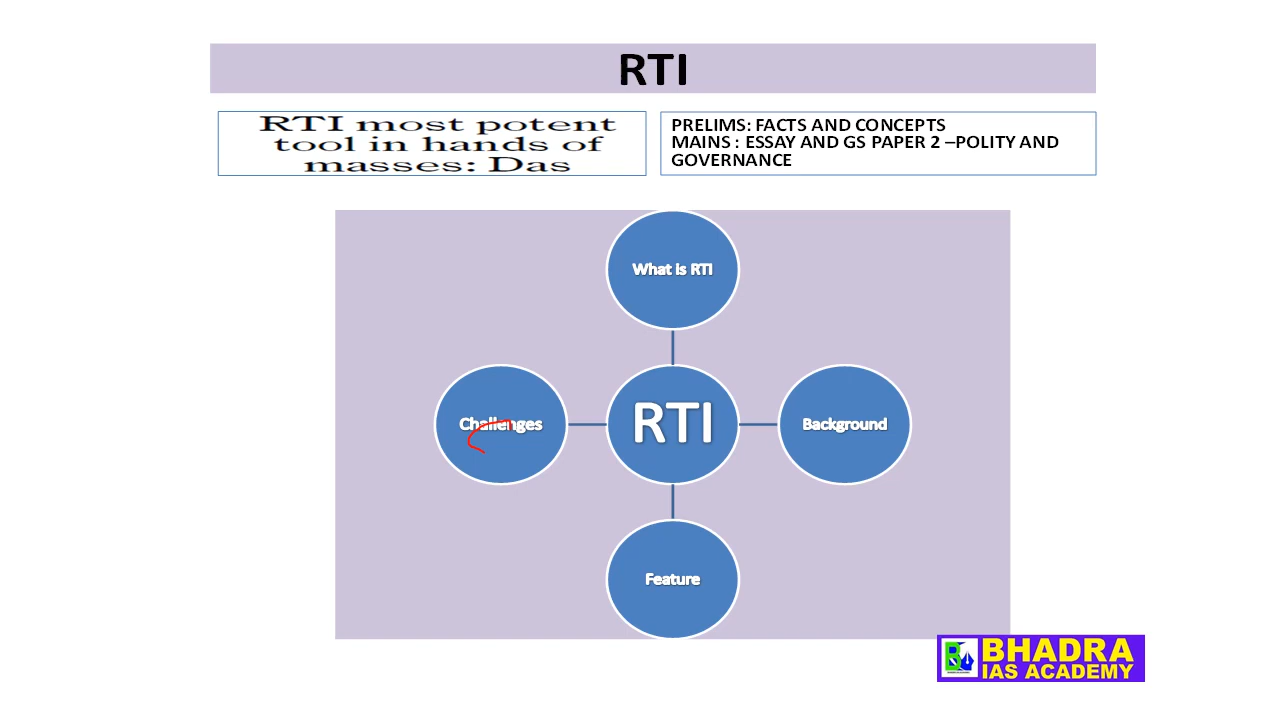 RTI
RTI most potent
tool in hands of
masses: Das
PRELIMS: FACTS AND CONCEPTS
MAINS : ESSAY AND GS PAPER 2 –POLITY AND
GOVERNANCE
What is RTI
Challenges
RTI
Background
Feature
BHADRA
IAS ACADEMY